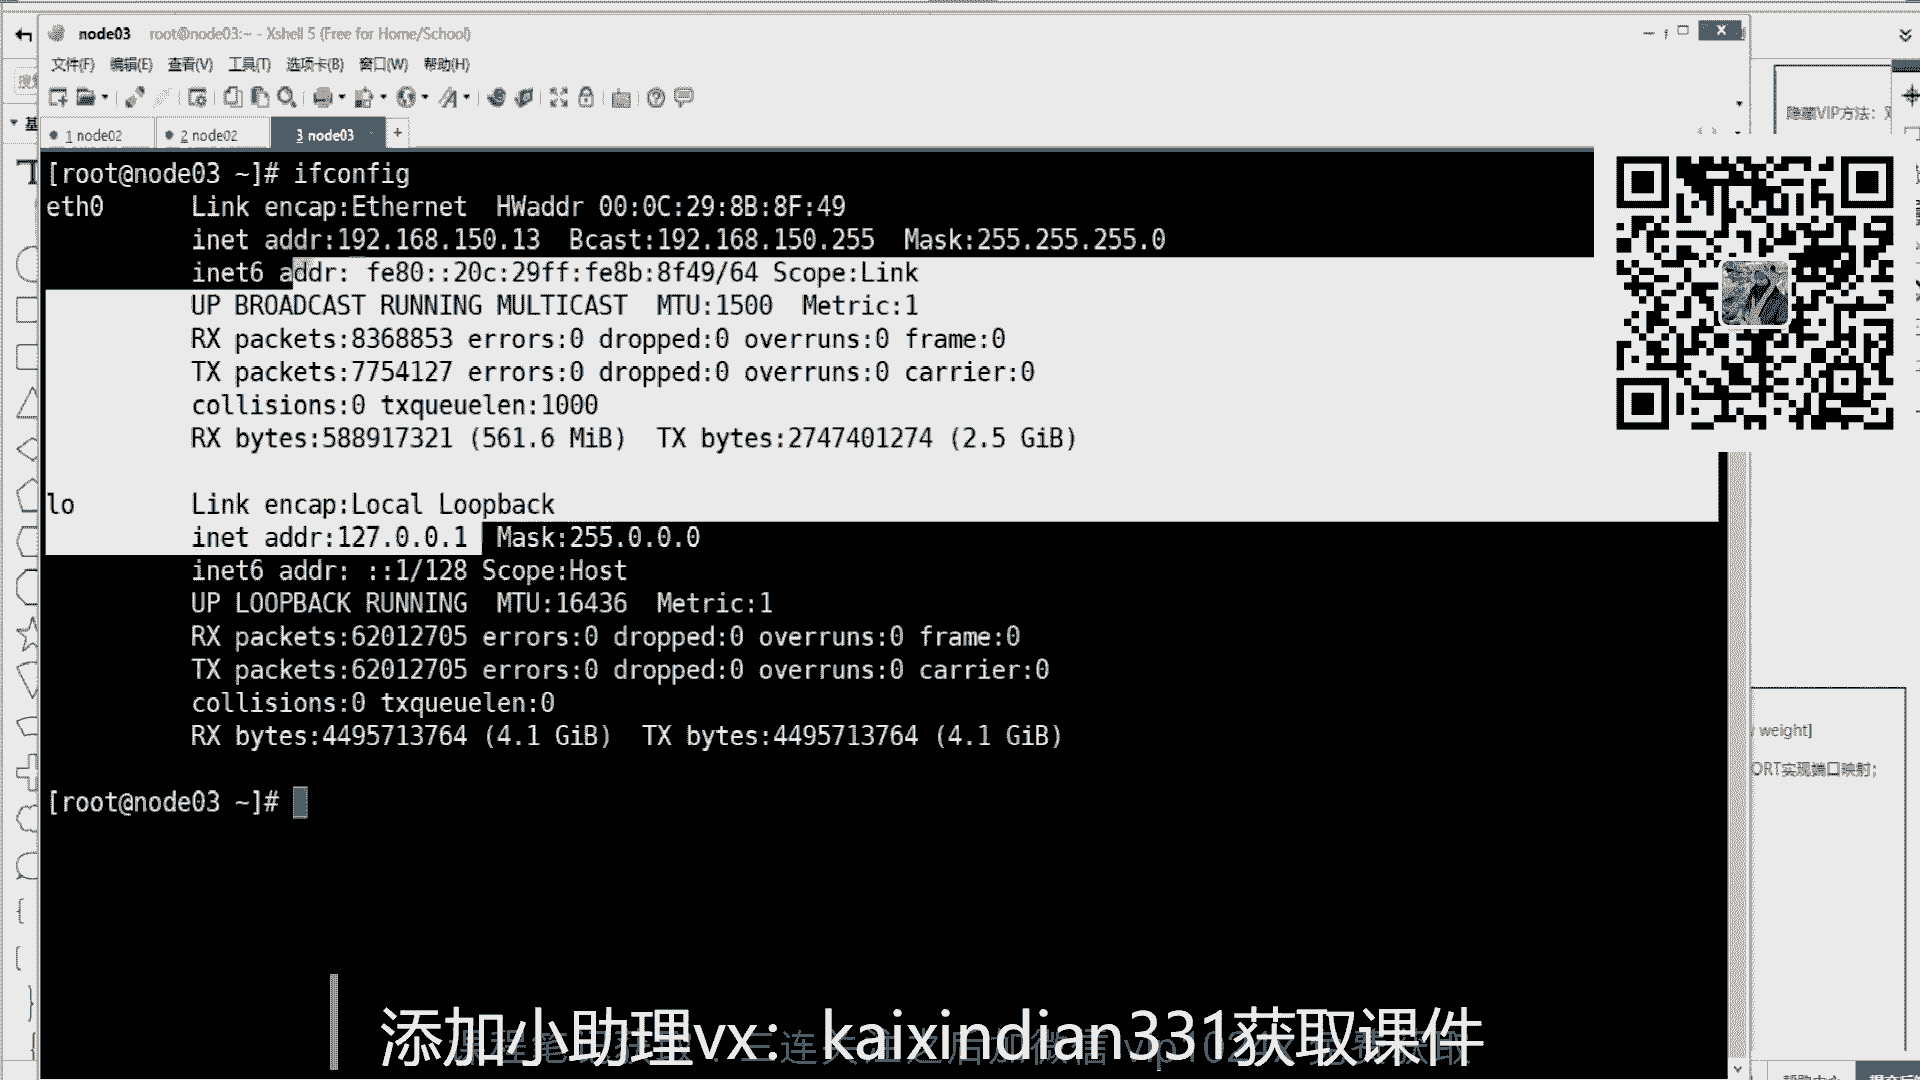 node03 root@node03:~ - Xshell 5 (Free for Home/School)
文件(F) 编辑(E) 查看(V) 工具(T) 选项卡(B) 窗口(W) 帮助(H)
1 node02 2 node02 3 node03 +
隐藏VIP方法：
基
[root@node03 ~]# ifconfig
eth0 Link encap:Ethernet HWaddr 00:0C:29:8B:8F:49
inet addr:192.168.150.13 Bcast:192.168.150.255 Mask:255.255.255.0
inet6 addr: fe80::20c:29ff:fe8b:8f49/64 Scope:Link
UP BROADCAST RUNNING MULTICAST MTU:1500 Metric:1
RX packets:8368853 errors:0 dropped:0 overruns:0 frame:0
TX packets:7754127 errors:0 dropped:0 overruns:0 carrier:0
collisions:0 txqueuelen:1000
RX bytes:588917321 (561.6 MiB) TX bytes:2747401274 (2.5 GiB)
lo Link encap:Local Loopback
inet addr:127.0.0.1 Mask:255.0.0.0
inet6 addr: ::1/128 Scope:Host
UP LOOPBACK RUNNING MTU:16436 Metric:1
RX packets:62012705 errors:0 dropped:0 overruns:0 frame:0
TX packets:62012705 errors:0 dropped:0 overruns:0 carrier:0
collisions:0 txqueuelen:0
RX bytes:4495713764 (4.1 GiB) TX bytes:4495713764 (4.1 GiB)
[root@node03 ~]#
weight]
ORT实现端口映射；
添加小助理vx：kaixindian331获取课件